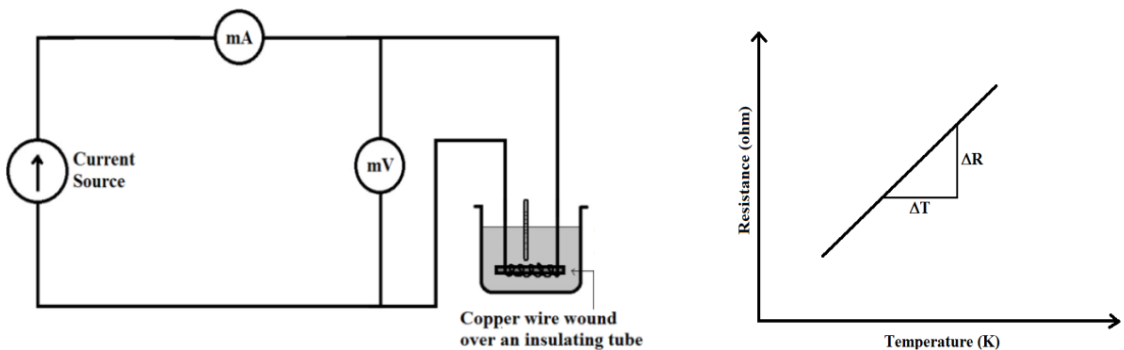 mA
Current
Source
mV
Copper wire wound
over an insulating tube
Resistance (ohm)
ΔR
ΔT
Temperature (K)